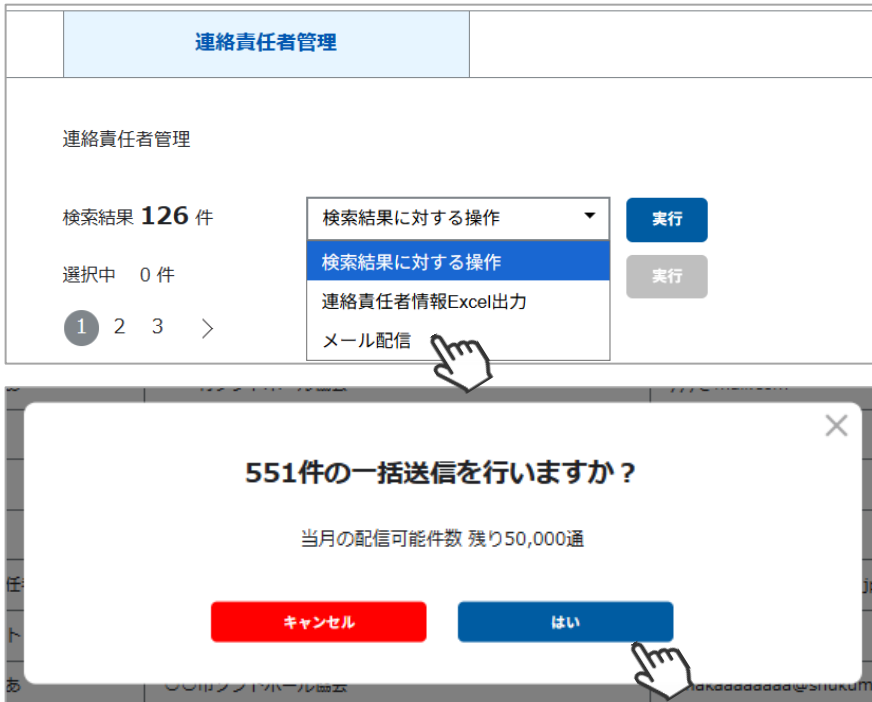 連絡責任者管理
連絡責任者管理
検索結果 126 件
検索結果に対する操作
実行
検索結果に対する操作
選択中 0 件
実行
連絡責任者情報Excel出力
1 2 3 >
メール配信
551件の一括送信を行いますか？
当月の配信可能件数 残り50,000通
キャンセル
はい
あ